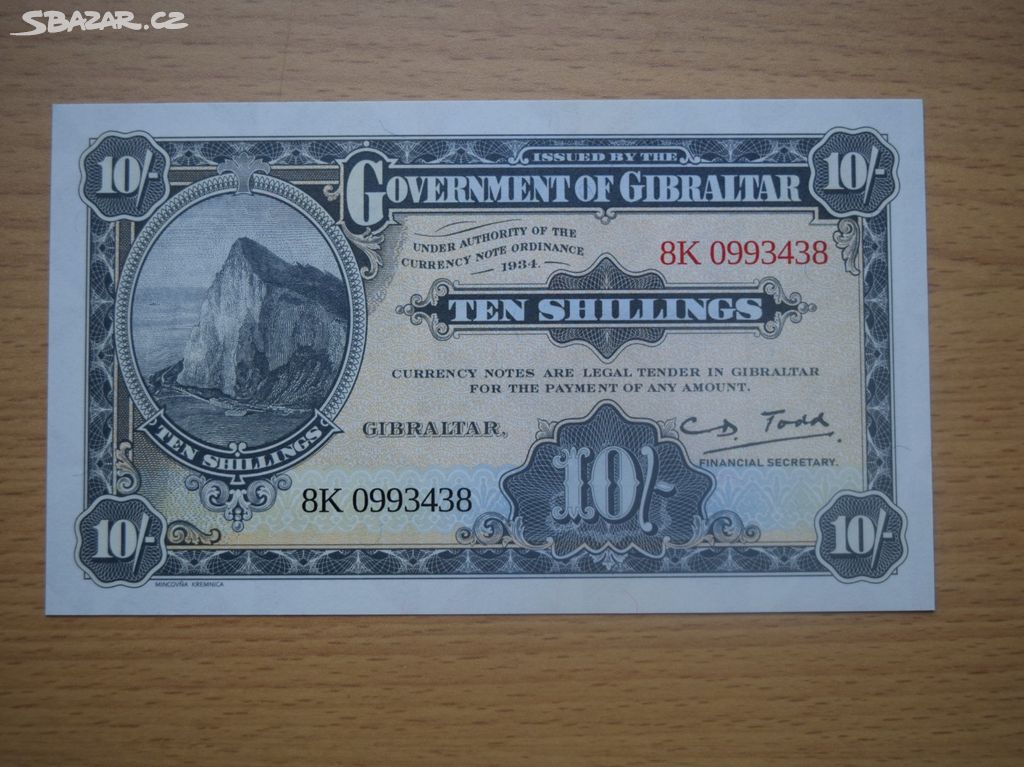 SBAZAR.CZ
10/-
ISSUED BY THE
10/-
GOVERNMENT OF GIBRALTAR
UNDER AUTHORITY OF THE
CURRENCY NOTE ORDINANCE
1934.
8K 0993438
TEN SHILLINGS
CURRENCY NOTES ARE LEGAL TENDER IN GIBRALTAR
FOR THE PAYMENT OF ANY AMOUNT.
GIBRALTAR,
C D. Todd
FINANCIAL SECRETARY.
TEN SHILLINGS
8K 0993438
10/-
10/-
10/-
MINCOVŇA KREMNICA